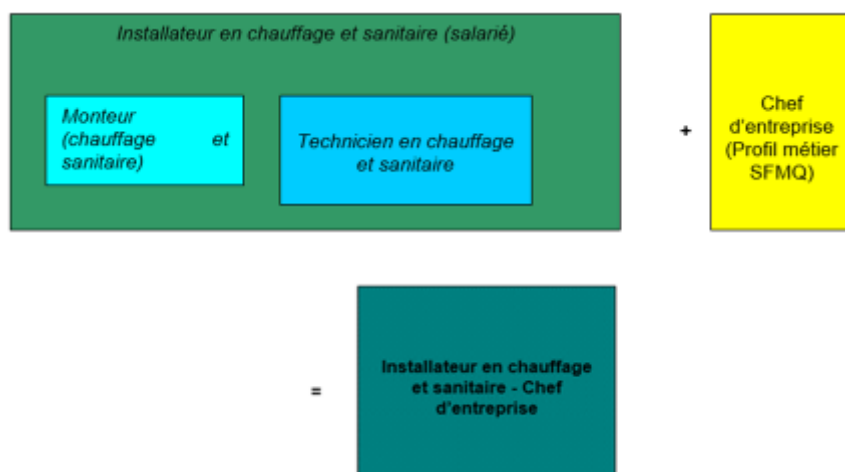 Installateur en chauffage et sanitaire (salarié)
Monteur
(chauffage et
sanitaire)
Technicien en chauffage
et sanitaire
+
Chef
d'entreprise
(Profil métier
SFMQ)
=
Installateur en chauffage
et sanitaire - Chef
d'entreprise